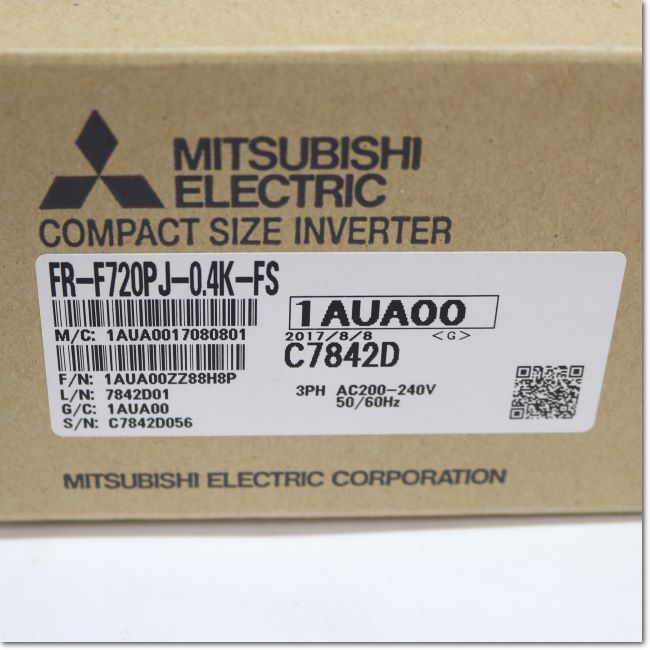 MITSUBISHI
ELECTRIC
COMPACT SIZE INVERTER
FR-F720PJ-0.4K-FS
1AUA00
M/C: 1AUA0017080801
2017/8/8 <G>
C7842D
F/N: 1AUA00ZZ88H8P
L/N: 7842D01
G/C: 1AUA00
S/N: C7842D056
3PH AC200-240V
50/60Hz
MITSUBISHI ELECTRIC CORPORATION